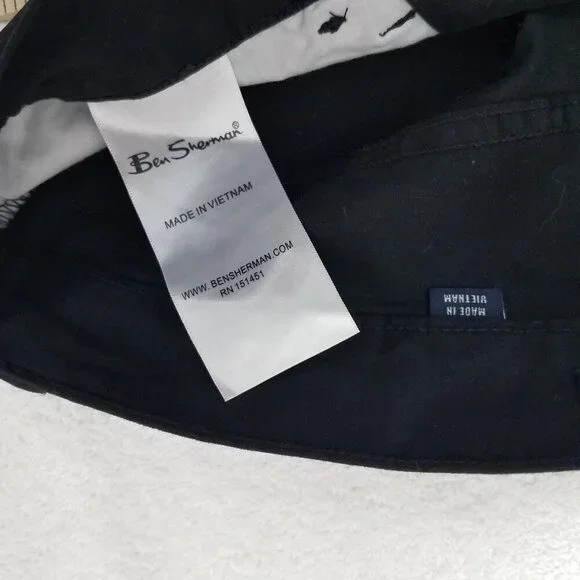 Ben Sherman®
MADE IN VIETNAM
WWW.BENSHERMAN.COM
RN 151451
MADE IN
VIETNAM